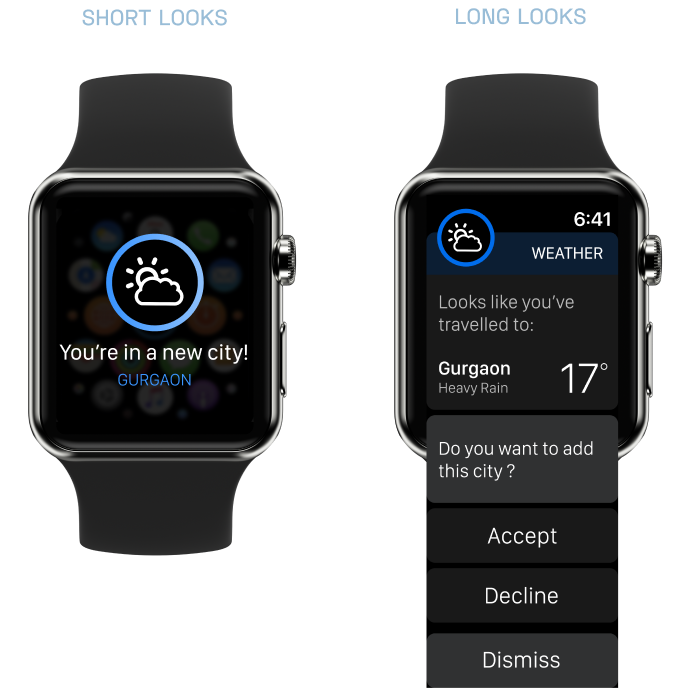 SHORT LOOKS
You're in a new city!
GURGAON
LONG LOOKS
6:41
WEATHER
Looks like you've
travelled to:
Gurgaon
Heavy Rain
17°
Do you want to add
this city ?
Accept
Decline
Dismiss